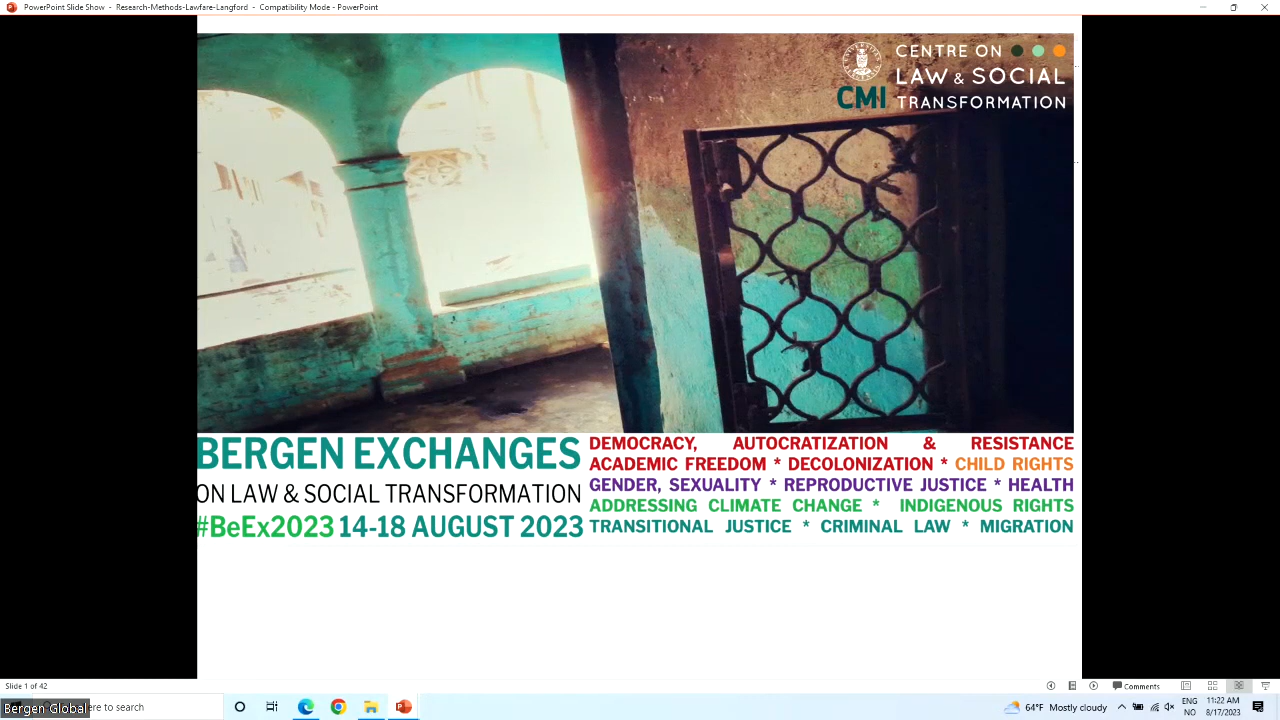 PowerPoint Slide Show - Research-Methods-Lawfare-Langford - Compatibility Mode - PowerPoint
CENTRE ON
LAW & SOCIAL
CMI TRANSFORMATION
BERGEN EXCHANGES
ON LAW & SOCIAL TRANSFORMATION
#BeEx2023 14-18 AUGUST 2023
DEMOCRACY, AUTOCRATIZATION & RESISTANCE
ACADEMIC FREEDOM * DECOLONIZATION * CHILD RIGHTS
GENDER, SEXUALITY * REPRODUCTIVE JUSTICE * HEALTH
ADDRESSING CLIMATE CHANGE * INDIGENOUS RIGHTS
TRANSITIONAL JUSTICE * CRIMINAL LAW * MIGRATION
Slide 1 of 42
Comments
Bergen Global
here to search
64°F Mostly cloudy
ENG
NO
11:22 AM
8/17/2023